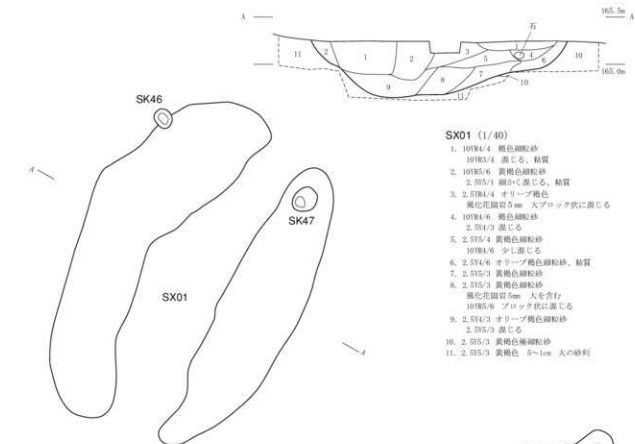 A
A
165.5m
165.0m
石
11
2
1
2
3
1
4
5
6
10
9
8
7
10
11
SK46
A
SK47
SX01
A
SX01 (1/40)
1. 10YR4/4 褐色細粒砂
10YR3/4 混じる、粘質
2. 10YR5/6 黄褐色細粒砂
2.5Y5/1 細かく混じる、粘質
3. 2.5YR4/4 オリーブ褐色
風化花崗岩5mm 大ブロック状に混じる
4. 10YR4/6 褐色細粒砂
2.5Y4/3 混じる
5. 2.5Y5/4 黄褐色細粒砂
10YR4/6 少し混じる
6. 2.5Y4/6 オリーブ褐色細粒砂、粘質
7. 2.5Y5/3 黄褐色細粒砂
8. 2.5Y5/3 黄褐色細粒砂
風化花崗岩5mm 大を含む
10YR5/6 ブロック状に混じる
9. 2.5Y4/3 オリーブ褐色細粒砂
2.5Y5/3 混じる
10. 2.5Y5/3 黄褐色極細粒砂
11. 2.5Y5/3 黄褐色 5~1cm 大の砂利